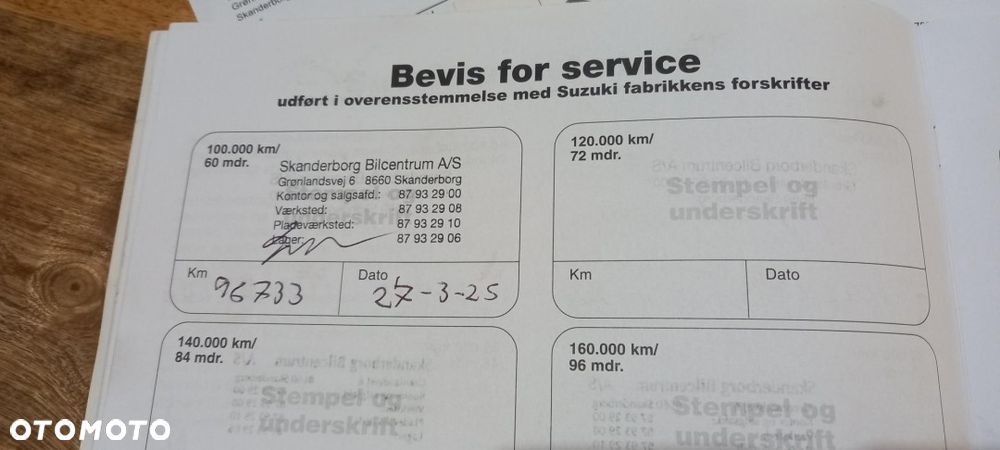 Bevis for service
udført i overensstemmelse med Suzuki fabrikkens forskrifter
100.000 km/
60 mdr.
Skanderborg Bilcentrum A/S
Grønlandsvej 6 8660 Skanderborg
Kontor og salgsafd.: 87 93 29 00
Værksted: 87 93 29 08
Pladeværksted: 87 93 29 10
Lager: 87 93 29 06
Km 96733
Dato 27-3-25
120.000 km/
72 mdr.
Stempel og
underskrift
Km
Dato
140.000 km/
84 mdr.
Stempel og
underskrift
160.000 km/
96 mdr.
Stempel og
underskrift
OTOMOTO